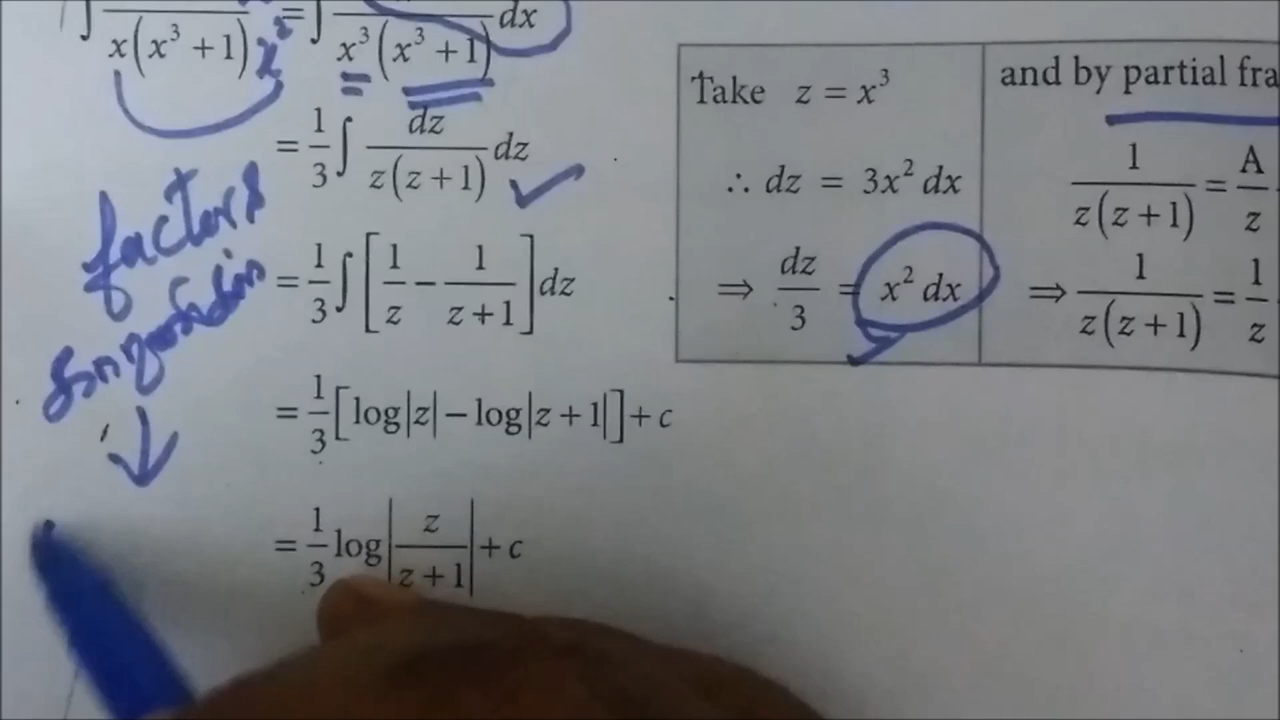 ∫ x(x³ + 1) x² = ∫ x³(x³ + 1) dx
= 1/3 ∫ dz/z(z + 1) dz
= 1/3 ∫ [1/z − 1/z + 1] dz
= 1/3 [log|z| − log|z + 1|] + c
= 1/3 log|z/z + 1| + c
factors
↓
Take z = x³
∴ dz = 3x² dx
⇒ dz/3 = x² dx
and by partial fra
1/z(z + 1) = A/z
⇒ 1/z(z + 1) = 1/z